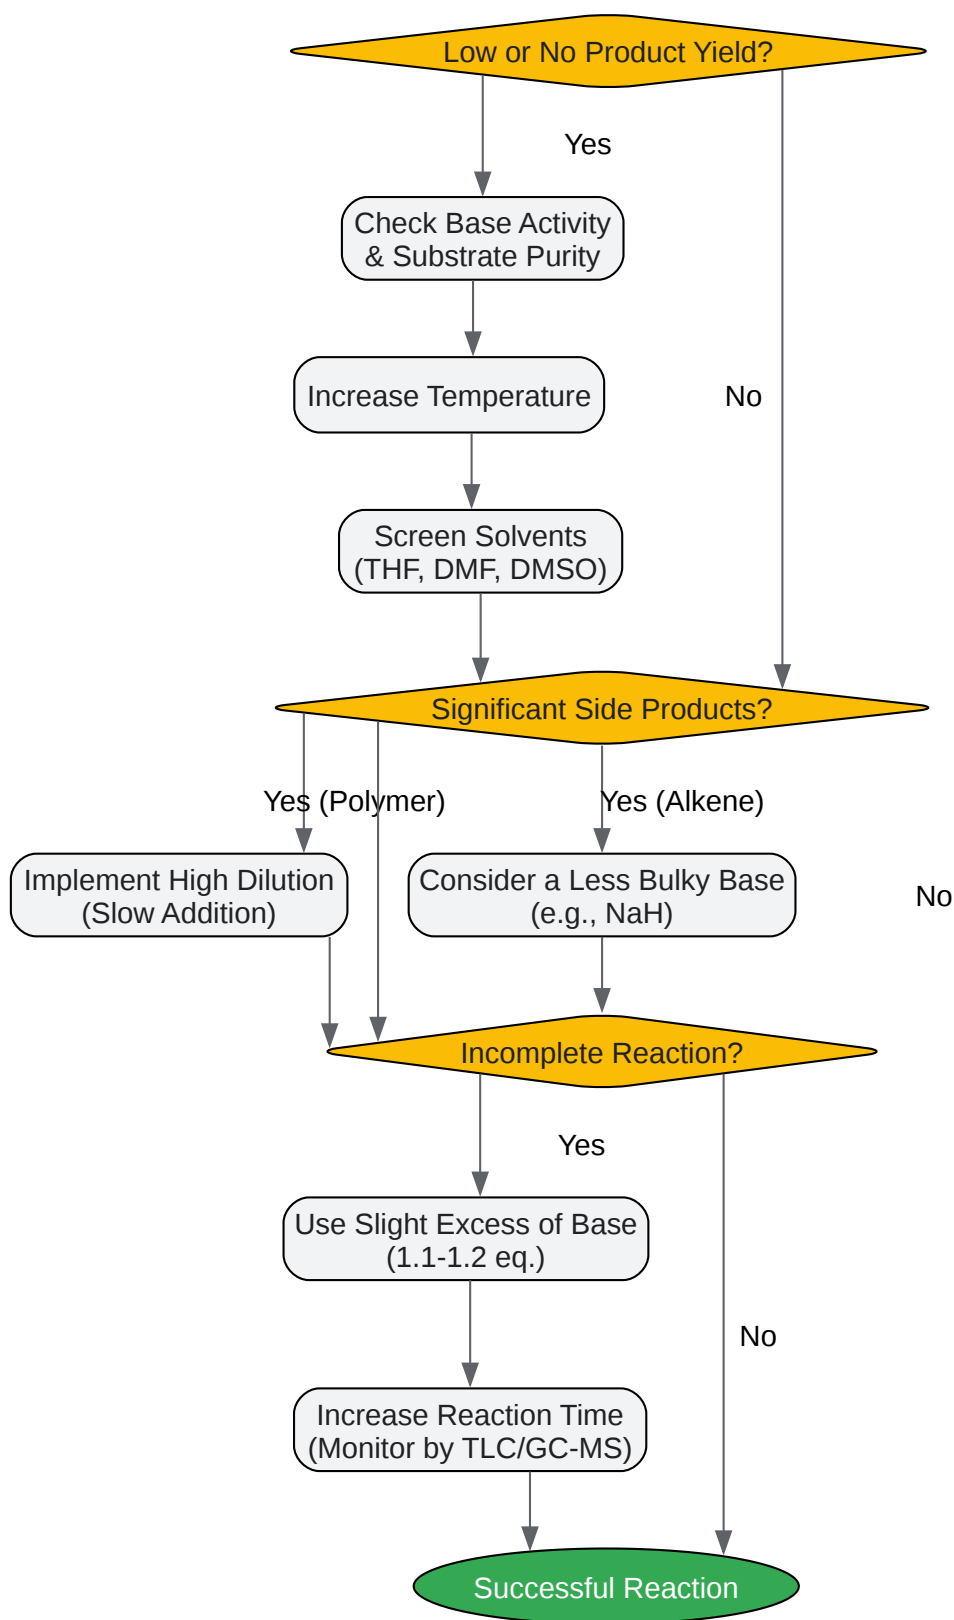 Low or No Product Yield?
Yes
Check Base Activity
& Substrate Purity
Increase Temperature
No
Screen Solvents
(THF, DMF, DMSO)
Significant Side Products?
Yes (Polymer)
Yes (Alkene)
Implement High Dilution
(Slow Addition)
Consider a Less Bulky Base
(e.g., NaH)
No
Incomplete Reaction?
Yes
Use Slight Excess of Base
(1.1-1.2 eq.)
No
Increase Reaction Time
(Monitor by TLC/GC-MS)
Successful Reaction